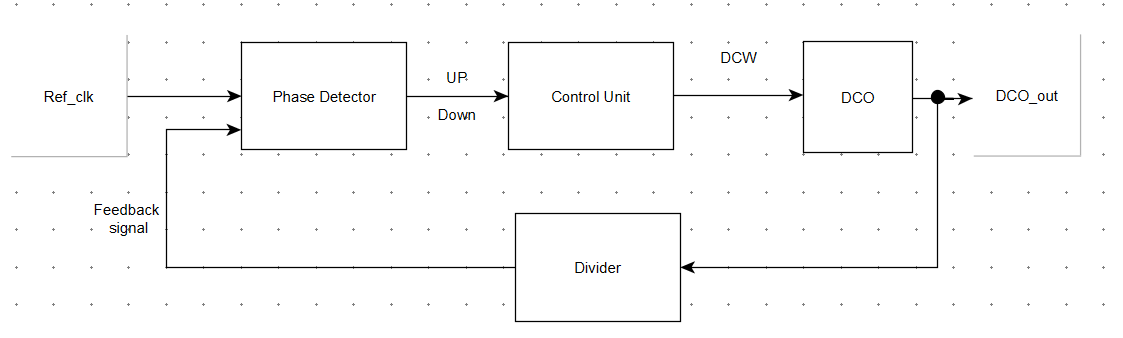 Ref_clk
Phase Detector
UP
Down
Control Unit
DCW
DCO
DCO_out
Feedback
signal
Divider